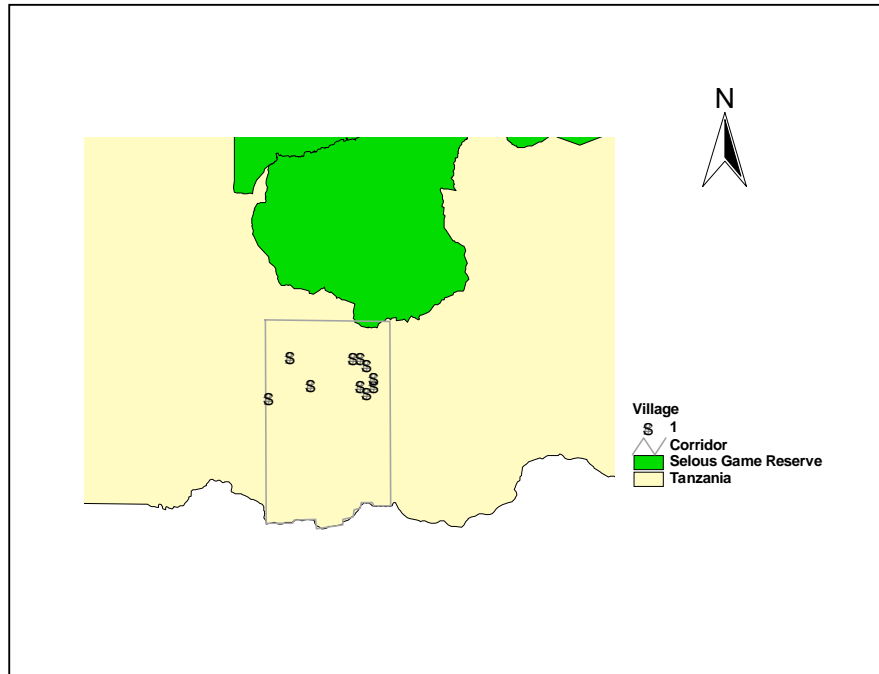 N
S
S S
S
S
S S S
S
S
Village
S 1
Corridor
Selous Game Reserve
Tanzania